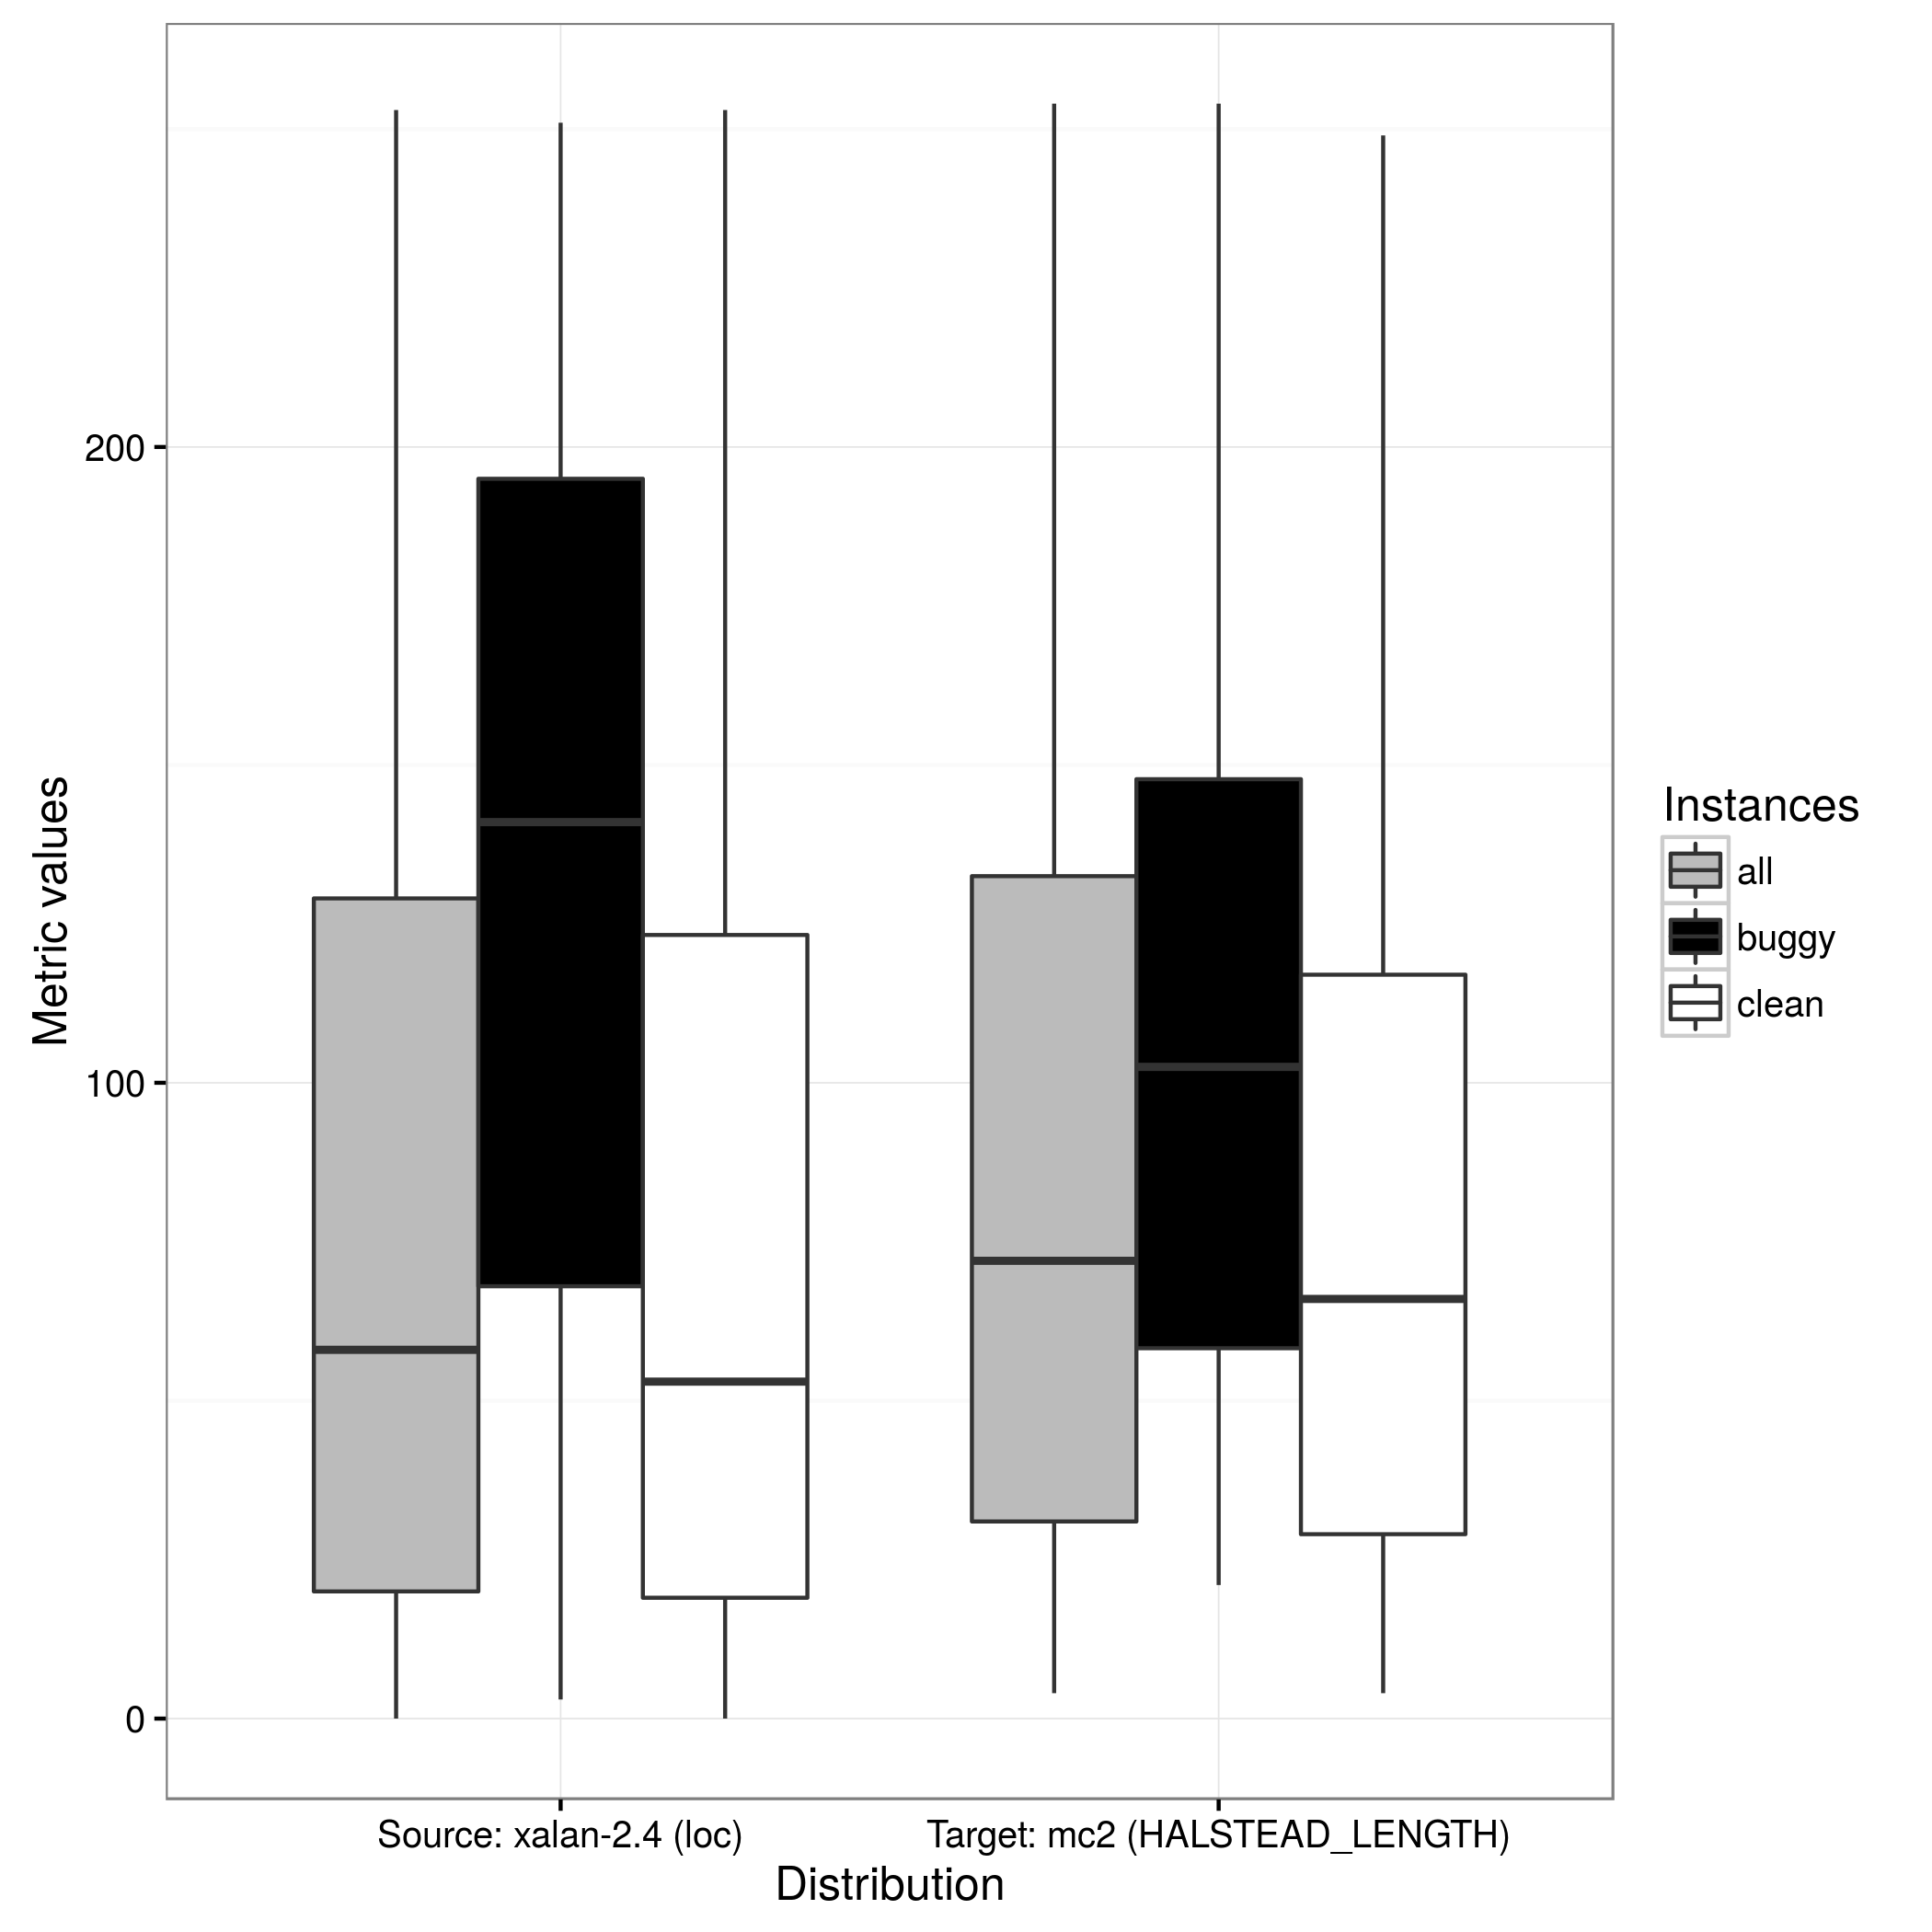 Metric values
200
100
0
Source: xalan-2.4 (loc)
Target: mc2 (HALSTEAD_LENGTH)
Distribution
Instances
all
buggy
clean